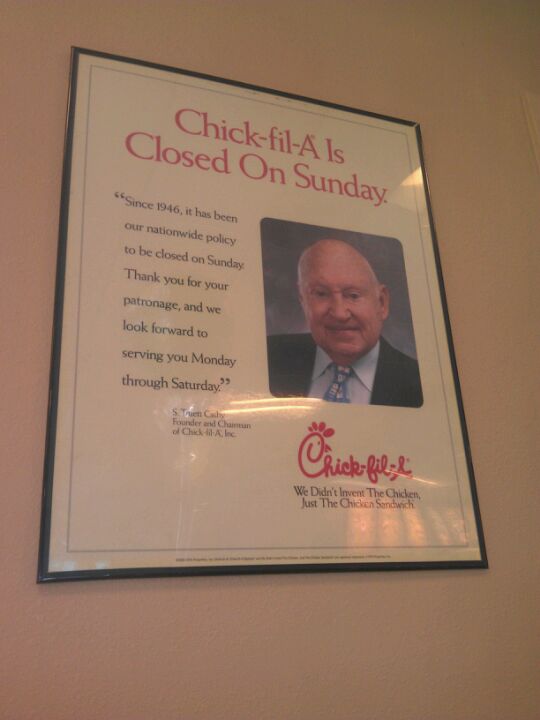 Chick-fil-A® Is
Closed On Sunday.
“Since 1946, it has been
our nationwide policy
to be closed on Sunday.
Thank you for your
patronage, and we
look forward to
serving you Monday
through Saturday.”
S. Truett Cathy
Founder and Chairman
of Chick-fil-A, Inc.
Chick-fil-A®
We Didn't Invent The Chicken,
Just The Chicken Sandwich.